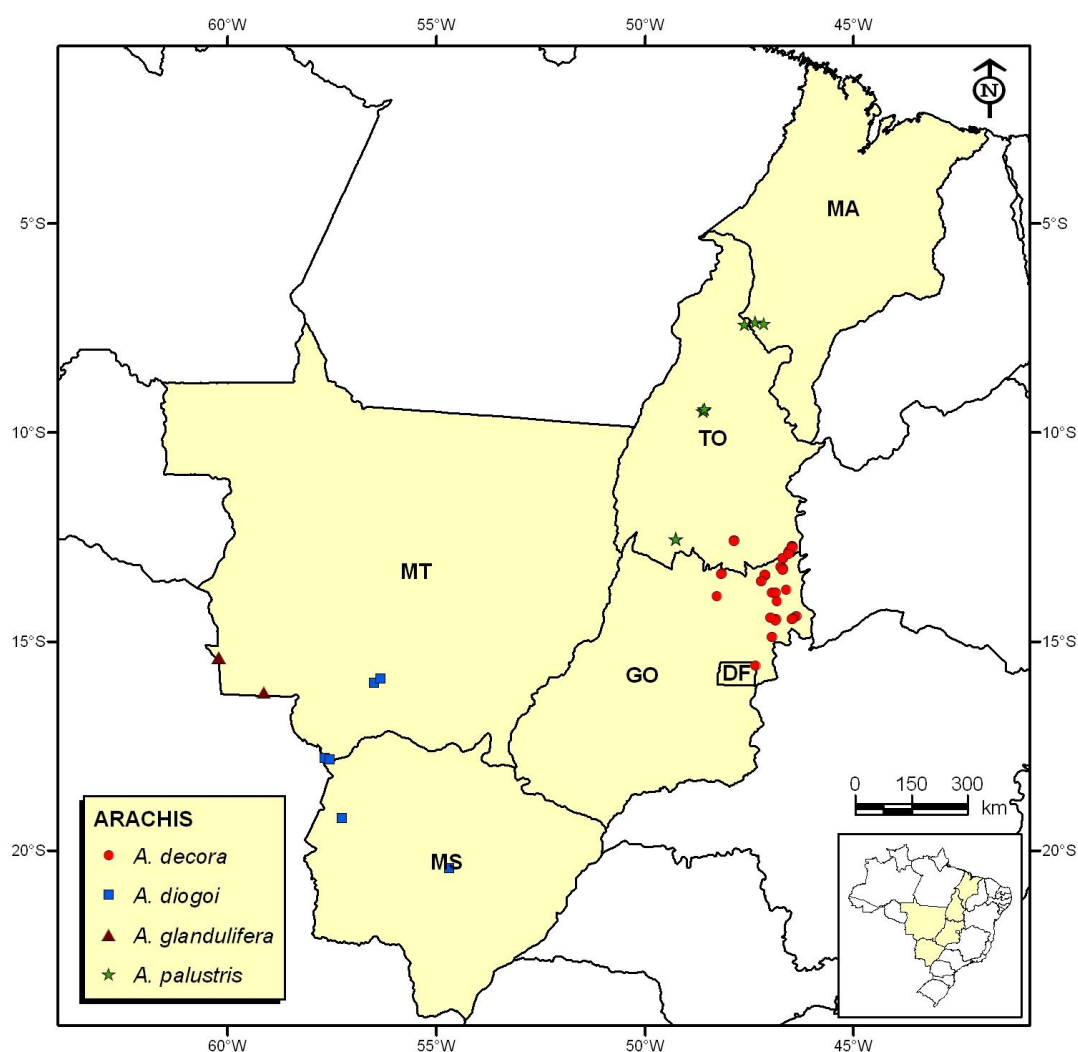 60°W 55°W 50°W 45°W
N
MA
5°S 5°S
10°S 10°S
TO
MT
15°S 15°S
GO DF
0 150 300
km
ARACHIS
A. decora
A. diogoi
A. glandulifera
A. palustris
MS
20°S 20°S
60°W 55°W 50°W 45°W